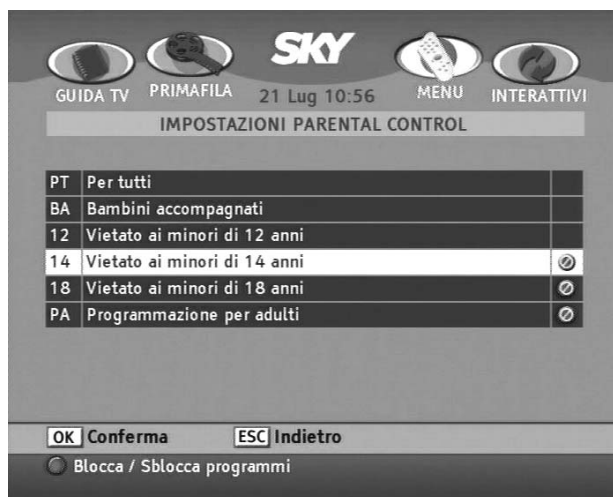 SKY
GUIDA TV PRIMAFILA 21 Lug 10:56 MENU INTERATTIVI
IMPOSTAZIONI PARENTAL CONTROL
PT Per tutti
BA Bambini accompagnati
12 Vietato ai minori di 12 anni
14 Vietato ai minori di 14 anni
18 Vietato ai minori di 18 anni
PA Programmazione per adulti
OK Conferma ESC Indietro
Blocca / Sblocca programmi